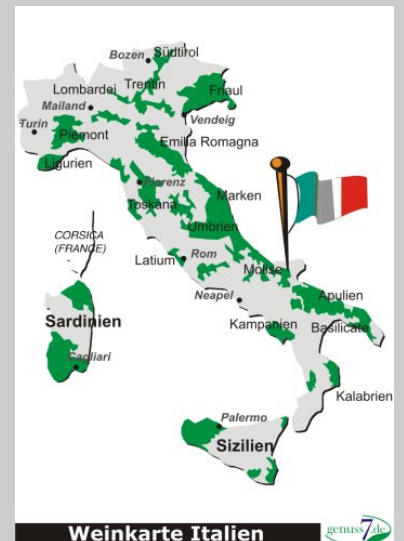 Bozen
Südtirol
Lombardei
Trentin
Friaul
Mailand
Vendeig
Turin
Piemont
Emilia Romagna
Ligurien
Florenz
Toskana
Marken
Umbrien
CORSICA
(FRANCE)
Latium
Rom
Molise
Neapel
Apulien
Sardinien
Kampanien
Basilicate
Cagliari
Kalabrien
Palermo
Sizilien
Weinkarte Italien
genuss7.de